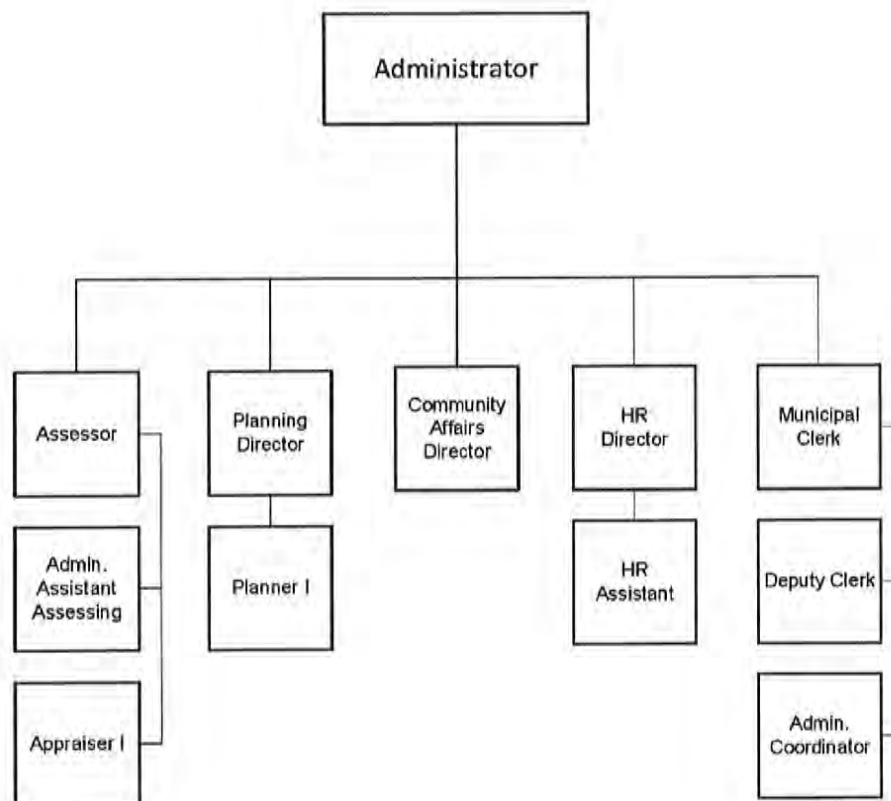 Administrator
Assessor
Planning
Director
Community
Affairs
Director
HR
Director
Municipal
Clerk
Admin.
Assistant
Assessing
Planner I
HR
Assistant
Deputy Clerk
Appraiser I
Admin.
Coordinator